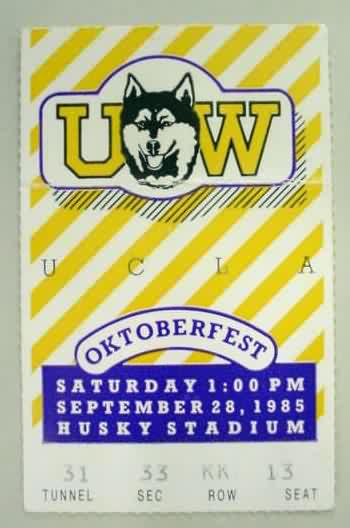 UW
UCLA
OKTOBERFEST
SATURDAY 1:00 PM
SEPTEMBER 28, 1985
HUSKY STADIUM
31 33 KK 13
TUNNEL SEC ROW SEAT